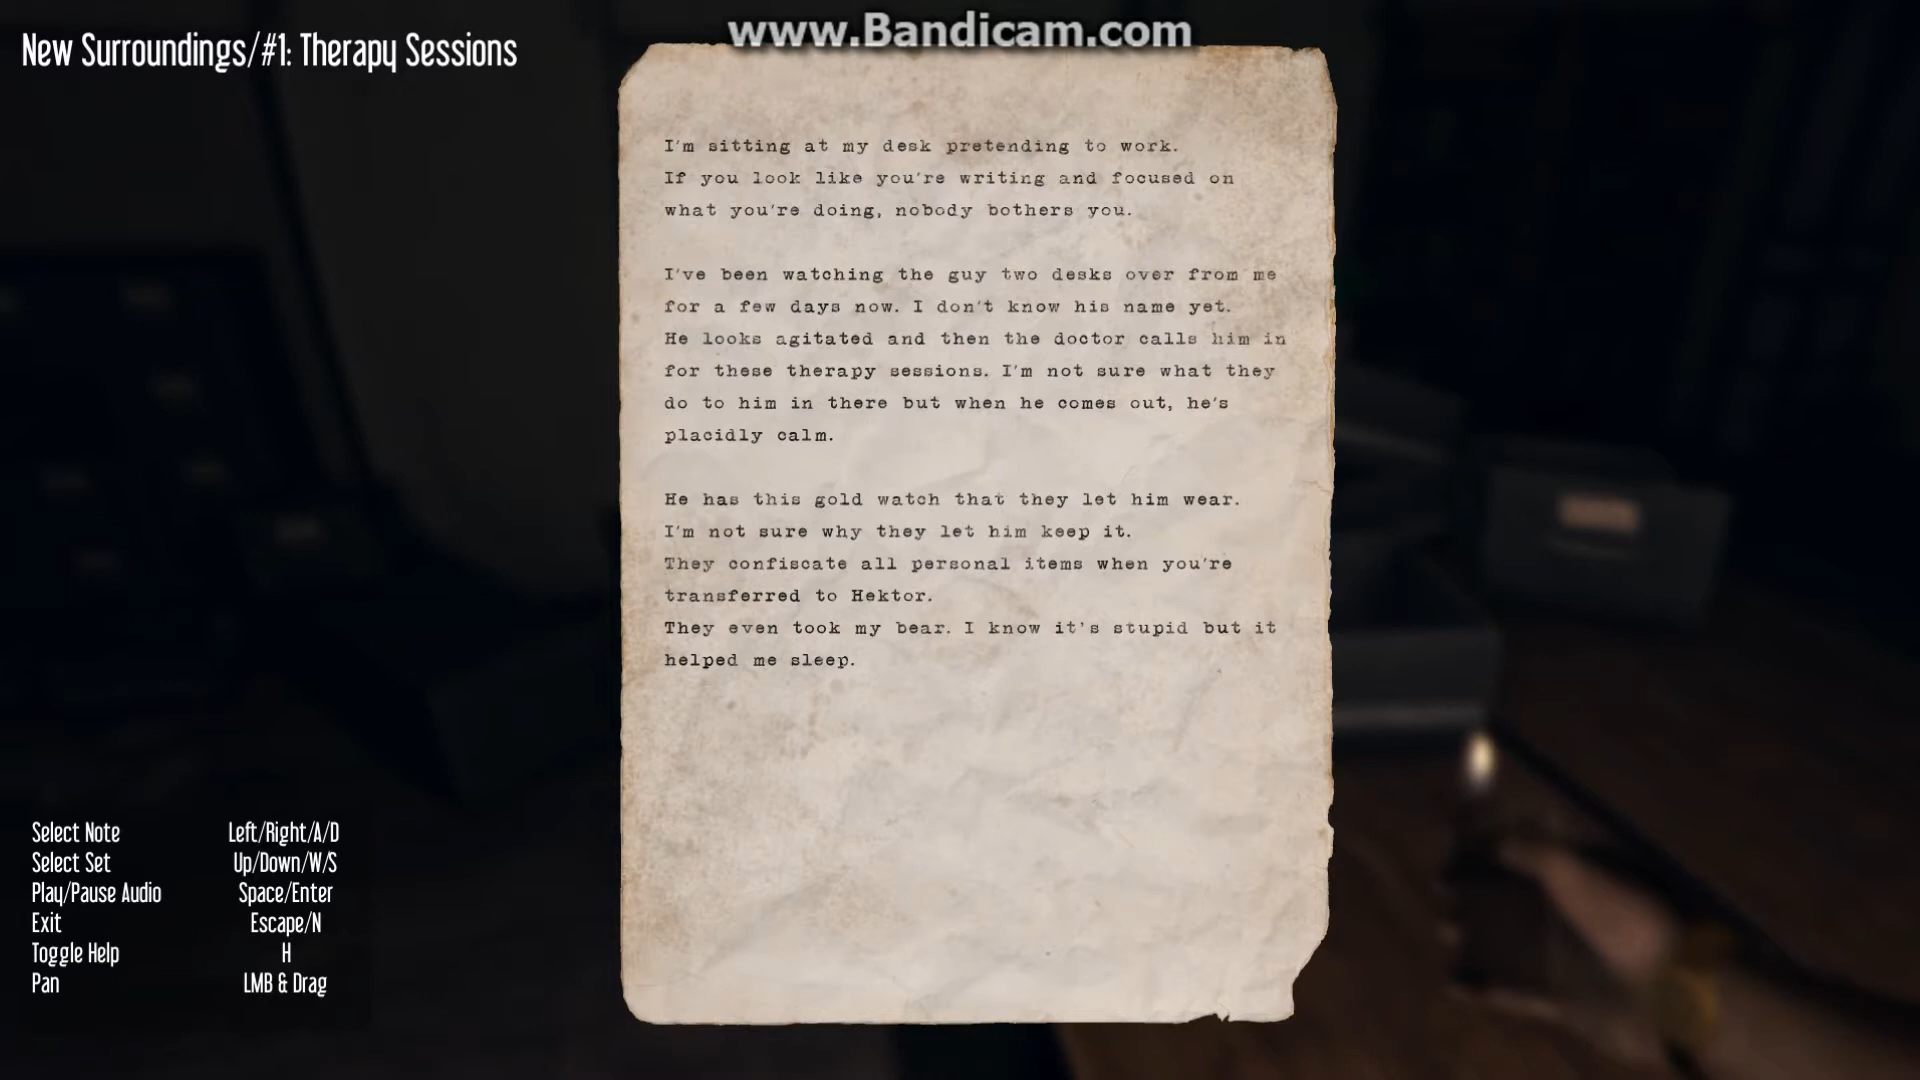 www.Bandicam.com
New Surroundings/#1: Therapy Sessions
I'm sitting at my desk pretending to work.
If you look like you're writing and focused on
what you're doing, nobody bothers you.
I've been watching the guy two desks over from me
for a few days now. I don't know his name yet.
He looks agitated and then the doctor calls him in
for these therapy sessions. I'm not sure what they
do to him in there but when he comes out, he's
placidly calm.
He has this gold watch that they let him wear.
I'm not sure why they let him keep it.
They confiscate all personal items when you're
transferred to Hektor.
They even took my bear. I know it's stupid but it
helped me sleep.
Select Note Left/Right/A/D
Select Set Up/Down/W/S
Play/Pause Audio Space/Enter
Exit Escape/N
Toggle Help H
Pan LMB & Drag